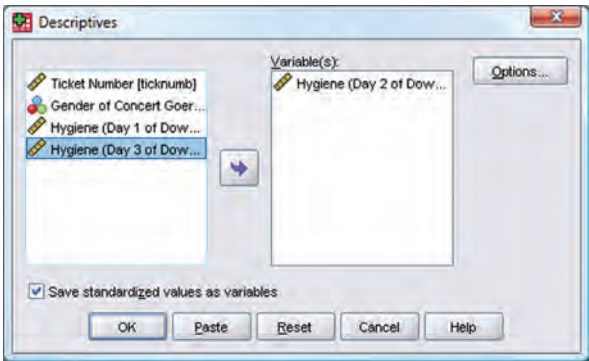 Descriptives
Variable(s):
Options...
Ticket Number [ticknumb]
Gender of Concert Goer...
Hygiene (Day 1 of Dow...
Hygiene (Day 3 of Dow...
Hygiene (Day 2 of Dow...
Save standardized values as variables
OK Paste Reset Cancel Help